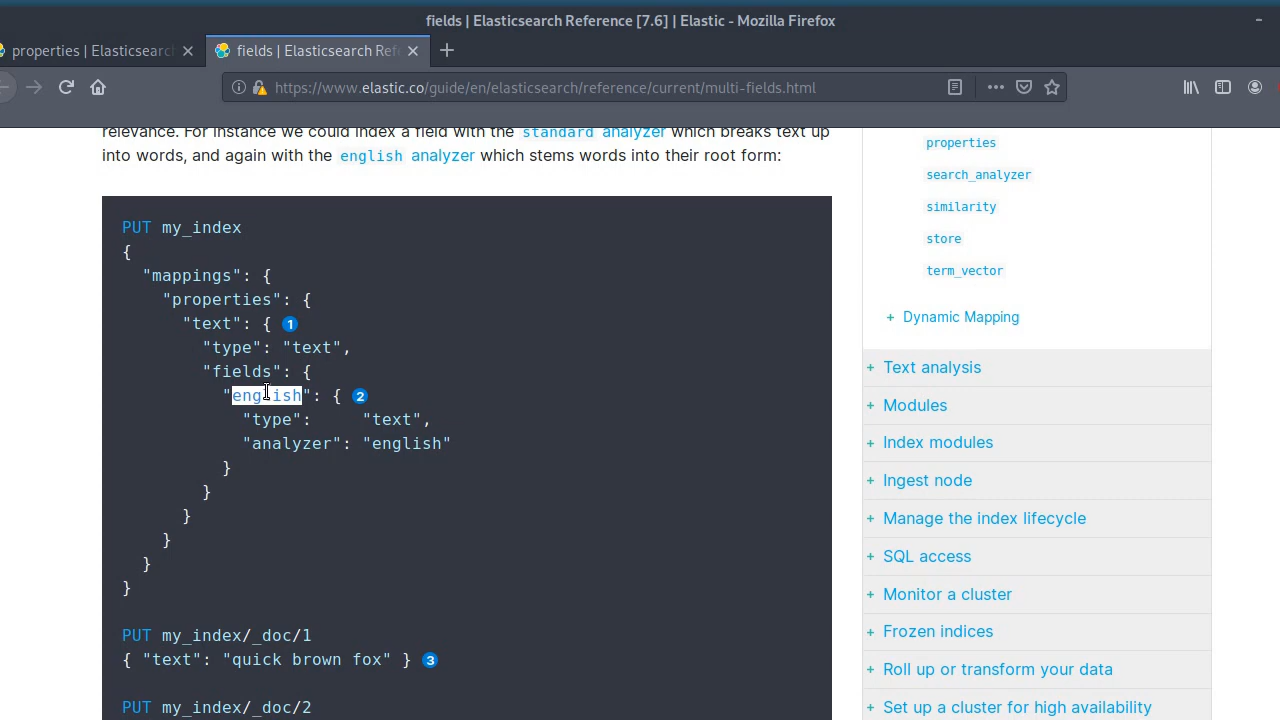 fields | Elasticsearch Reference [7.6] | Elastic - Mozilla Firefox
properties | Elasticsearch
fields | Elasticsearch Refe
https://www.elastic.co/guide/en/elasticsearch/reference/current/multi-fields.html
relevance. For instance we could index a field with the standard analyzer which breaks text up
into words, and again with the english analyzer which stems words into their root form:
PUT my_index
{
"mappings": {
"properties": {
"text": { 1
"type": "text",
"fields": {
"english": { 2
"type": "text",
"analyzer": "english"
}
}
}
}
}
}
PUT my_index/_doc/1
{ "text": "quick brown fox" } 3
PUT my_index/_doc/2
properties
search_analyzer
similarity
store
term_vector
+ Dynamic Mapping
+ Text analysis
+ Modules
+ Index modules
+ Ingest node
+ Manage the index lifecycle
+ SQL access
+ Monitor a cluster
+ Frozen indices
+ Roll up or transform your data
+ Set up a cluster for high availability